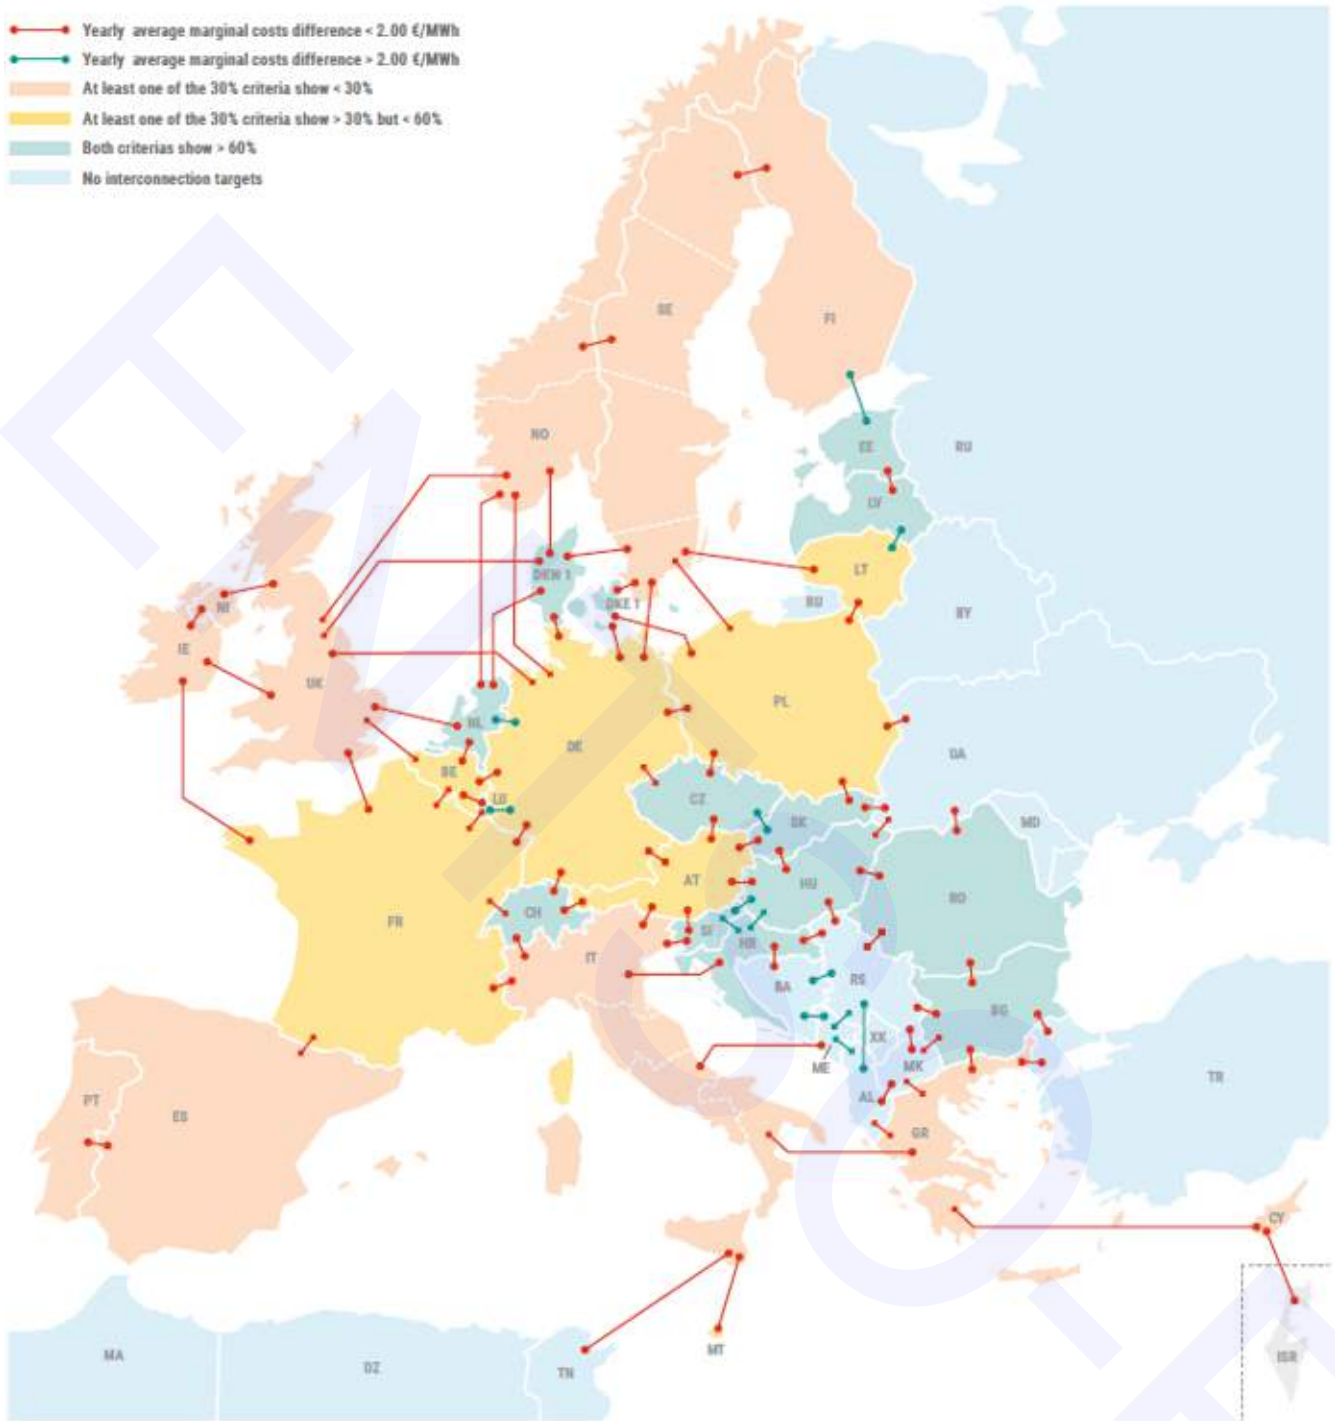 Yearly average marginal costs difference < 2.00 €/MWh
Yearly average marginal costs difference > 2.00 €/MWh
At least one of the 30% criteria show < 30%
At least one of the 30% criteria show > 30% but < 60%
Both criterias show > 60%
No interconnection targets
SE
FI
NO
EE
RU
LV
DKW 1
LT
NI
DKE 1
RU
BY
IE
UK
PL
NL
DE
UA
BE
LU
CZ
SK
MD
AT
HU
RO
FR
CH
SI
HR
IT
BA
RS
BG
XK
ME
MK
TR
PT
ES
AL
GR
CY
MA
DZ
TN
MT
ISR